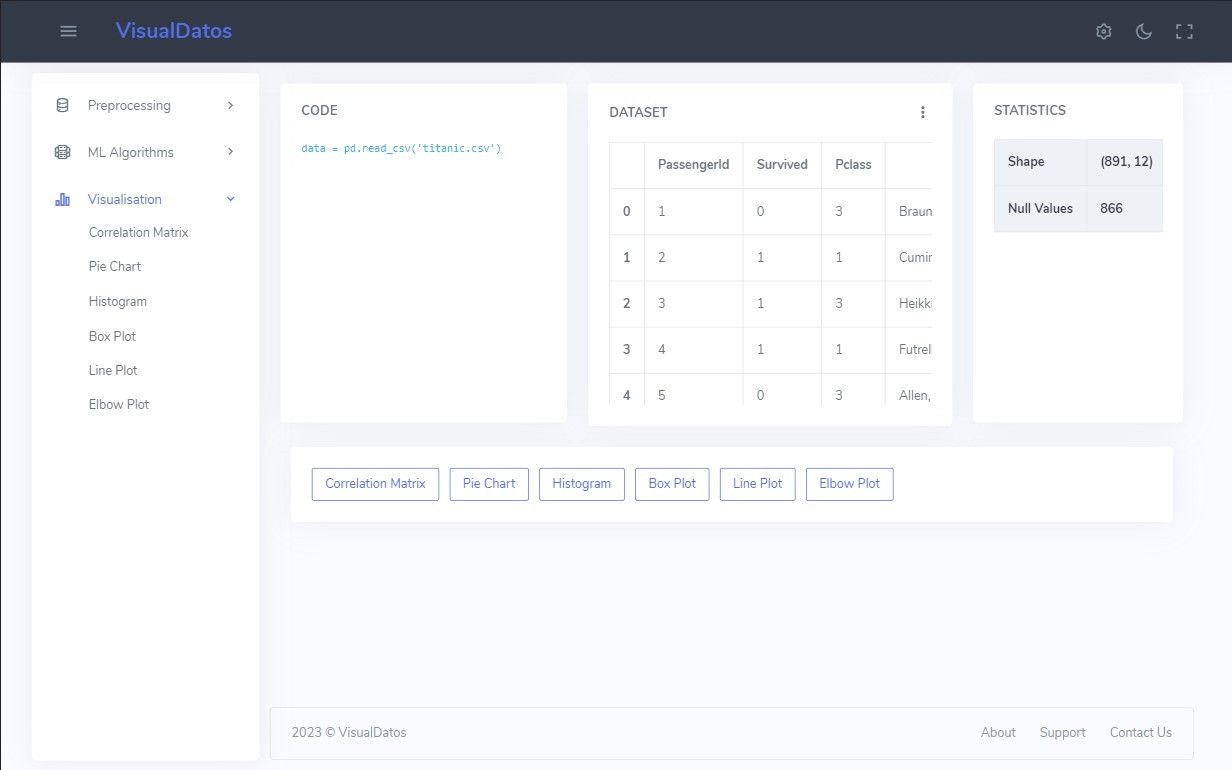 VisualDatos
Preprocessing
ML Algorithms
Visualisation
Correlation Matrix
Pie Chart
Histogram
Box Plot
Line Plot
Elbow Plot
CODE
data = pd.read_csv('titanic.csv')
DATASET
PassengerId Survived Pclass
0 1 0 3 Braun
1 2 1 1 Cumin
2 3 1 3 Heikki
3 4 1 1 Futrel
4 5 0 3 Allen,
STATISTICS
Shape (891, 12)
Null Values 866
Correlation Matrix Pie Chart Histogram Box Plot Line Plot Elbow Plot
2023 © VisualDatos About Support Contact Us